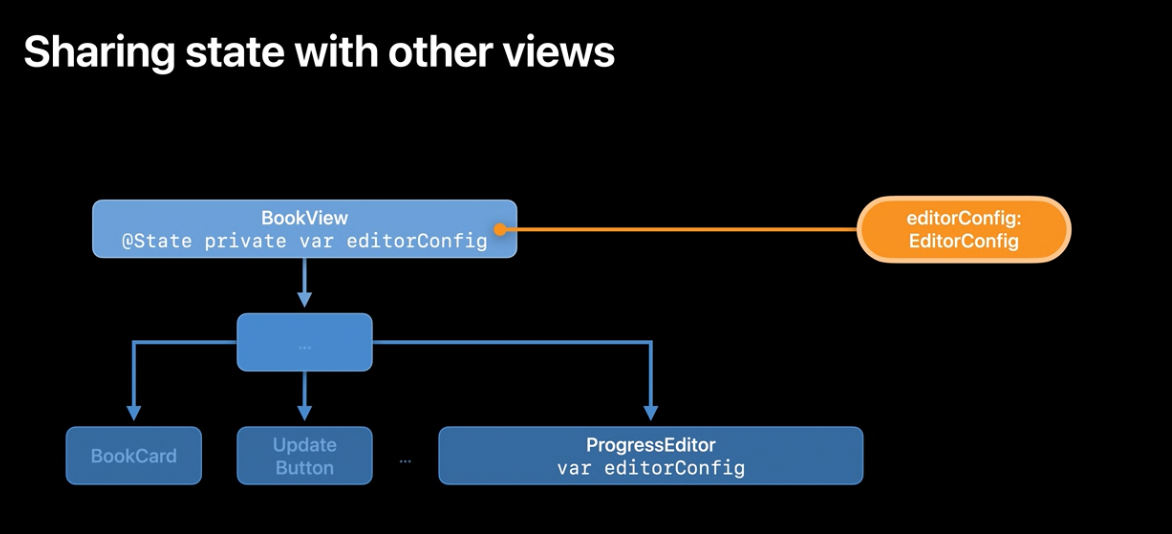 Sharing state with other views
BookView
@State private var editorConfig
editorConfig:
EditorConfig
...
BookCard
Update
Button
...
ProgressEditor
var editorConfig